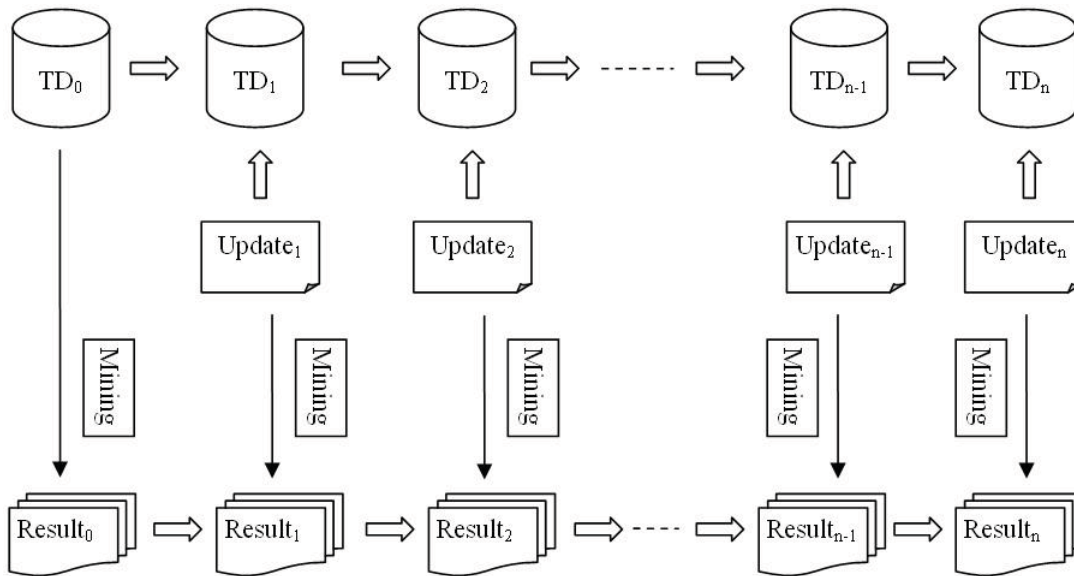 TD₀ TD₁ TD₂ ------ TDₙ₋₁ TDₙ
Update₁ Update₂ Updateₙ₋₁ Updateₙ
Mining Mining Mining Mining Mining
Result₀ Result₁ Result₂ ---- Resultₙ₋₁ Resultₙ